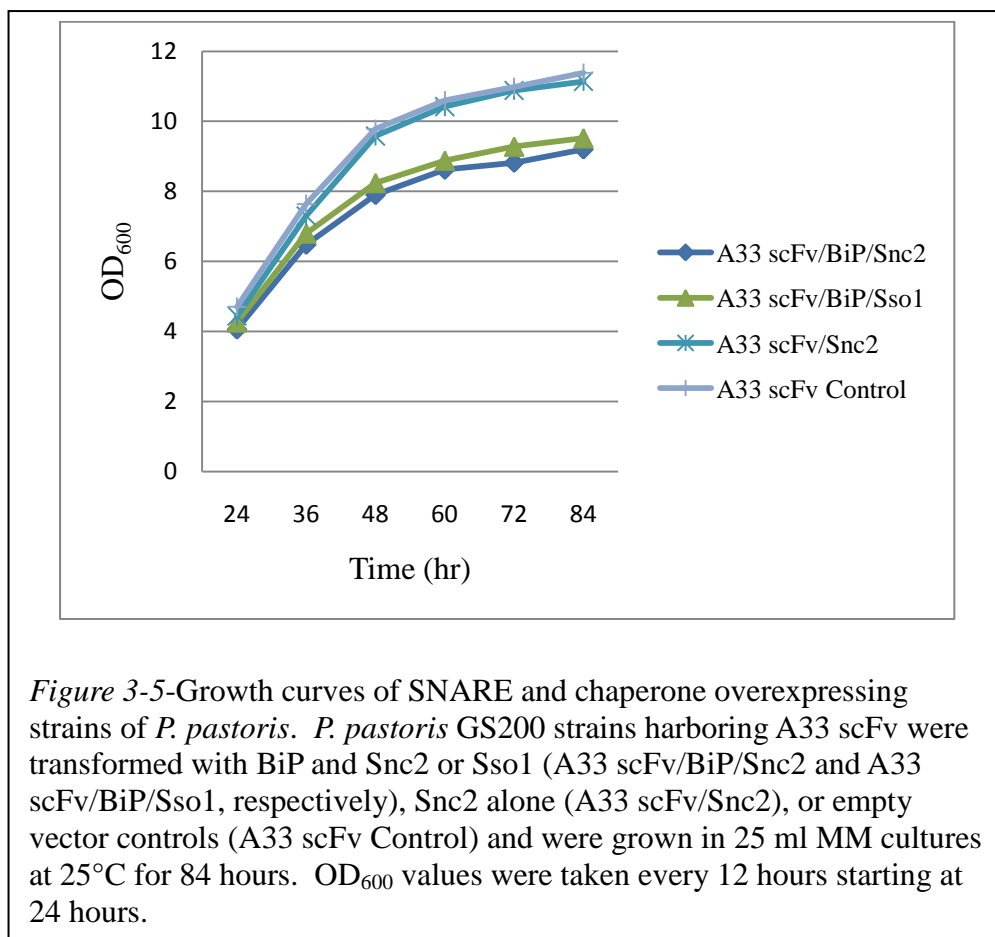 12
10
8
6
4
2
0
OD600
24 36 48 60 72 84
Time (hr)
A33 scFv/BiP/Snc2
A33 scFv/BiP/Sso1
A33 scFv/Snc2
A33 scFv Control
Figure 3-5-Growth curves of SNARE and chaperone overexpressing
strains of P. pastoris. P. pastoris GS200 strains harboring A33 scFv were
transformed with BiP and Snc2 or Sso1 (A33 scFv/BiP/Snc2 and A33
scFv/BiP/Sso1, respectively), Snc2 alone (A33 scFv/Snc2), or empty
vector controls (A33 scFv Control) and were grown in 25 ml MM cultures
at 25°C for 84 hours. OD600 values were taken every 12 hours starting at
24 hours.